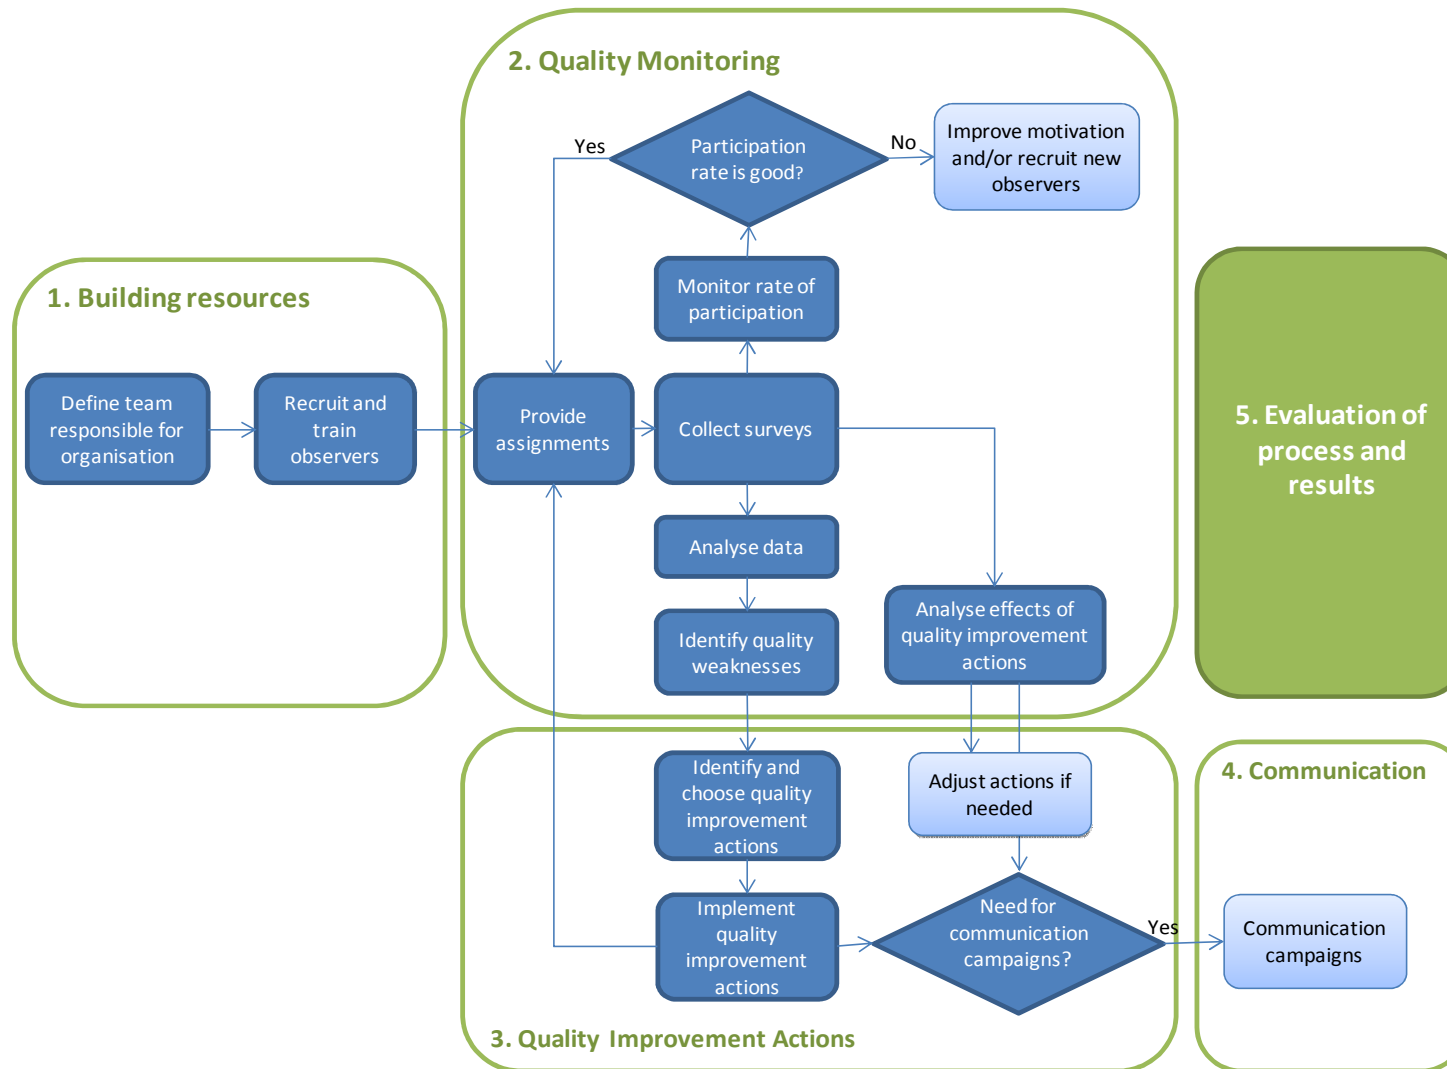 2. Quality Monitoring
Yes
Participation
rate is good?
No
Improve motivation
and/or recruit new
observers
1. Building resources
Monitor rate of
participation
Define team
responsible for
organisation
Recruit and
train
observers
Provide
assignments
Collect surveys
5. Evaluation of
process and
results
Analyse data
Identify quality
weaknesses
Analyse effects of
quality improvement
actions
Identify and
choose quality
improvement
actions
Adjust actions if
needed
4. Communication
Implement
quality
improvement
actions
Need for
communication
campaigns?
Yes
Communication
campaigns
3. Quality Improvement Actions